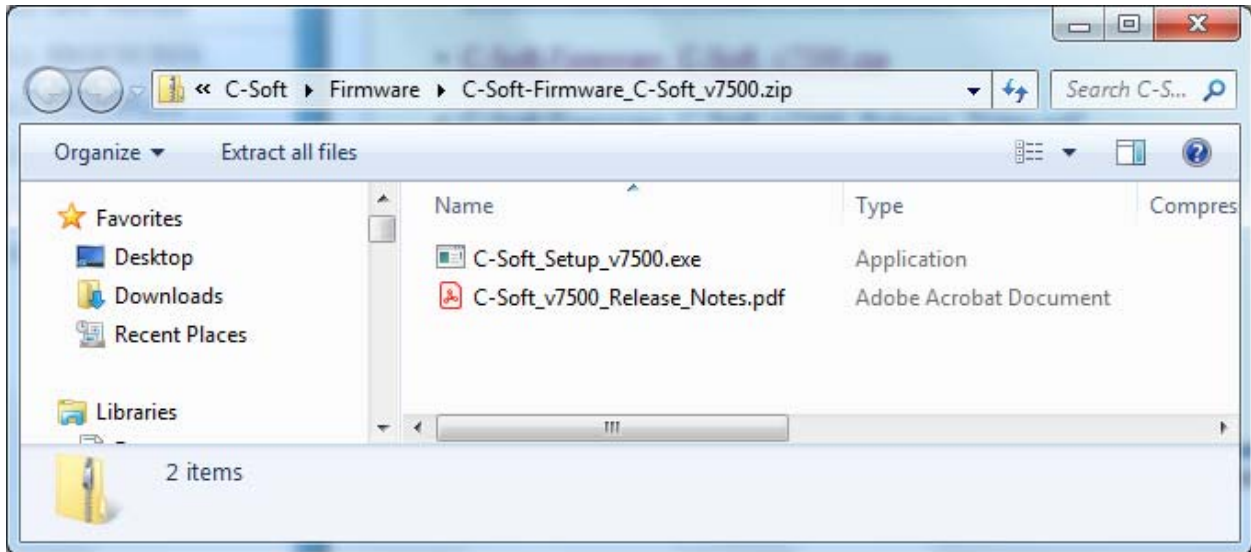 « C-Soft ▸ Firmware ▸ C-Soft-Firmware_C-Soft_v7500.zip
Search C-S...
Organize Extract all files
Name Type Compres
Favorites
Desktop
Downloads
Recent Places
Libraries
C-Soft_Setup_v7500.exe Application
C-Soft_v7500_Release_Notes.pdf Adobe Acrobat Document
2 items